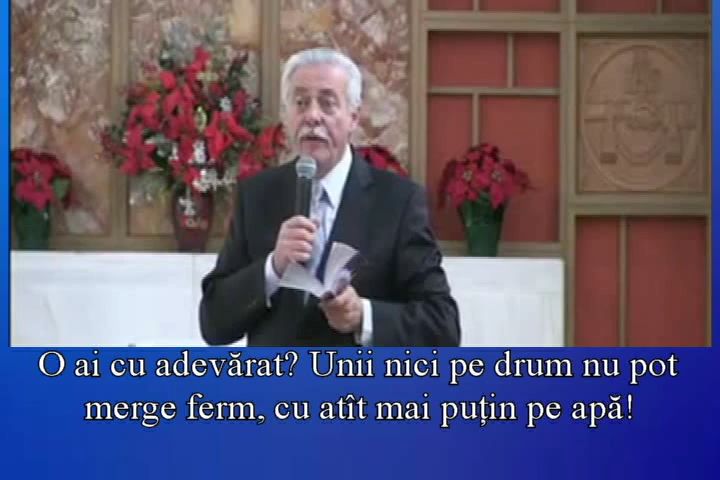 O ai cu adevărat? Unii nici pe drum nu pot
merge ferm, cu atît mai puțin pe apă!